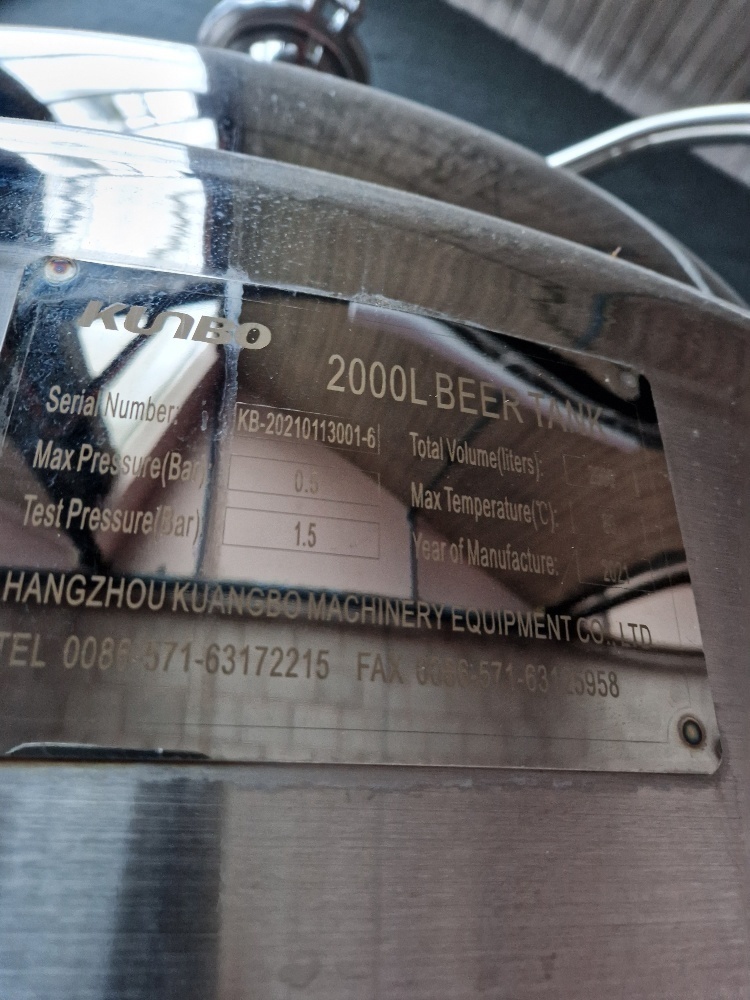 KUNBO
2000L BEER TANK
Serial Number: KB-20210113001-6
Total Volume(liters):
Max Pressure(Bar) 0.5
Max Temperature(℃):
Test Pressure(Bar) 1.5
Year of Manufacture: 2021
HANGZHOU KUANGBO MACHINERY EQUIPMENT CO., LTD
TEL 0086-571-63172215 FAX